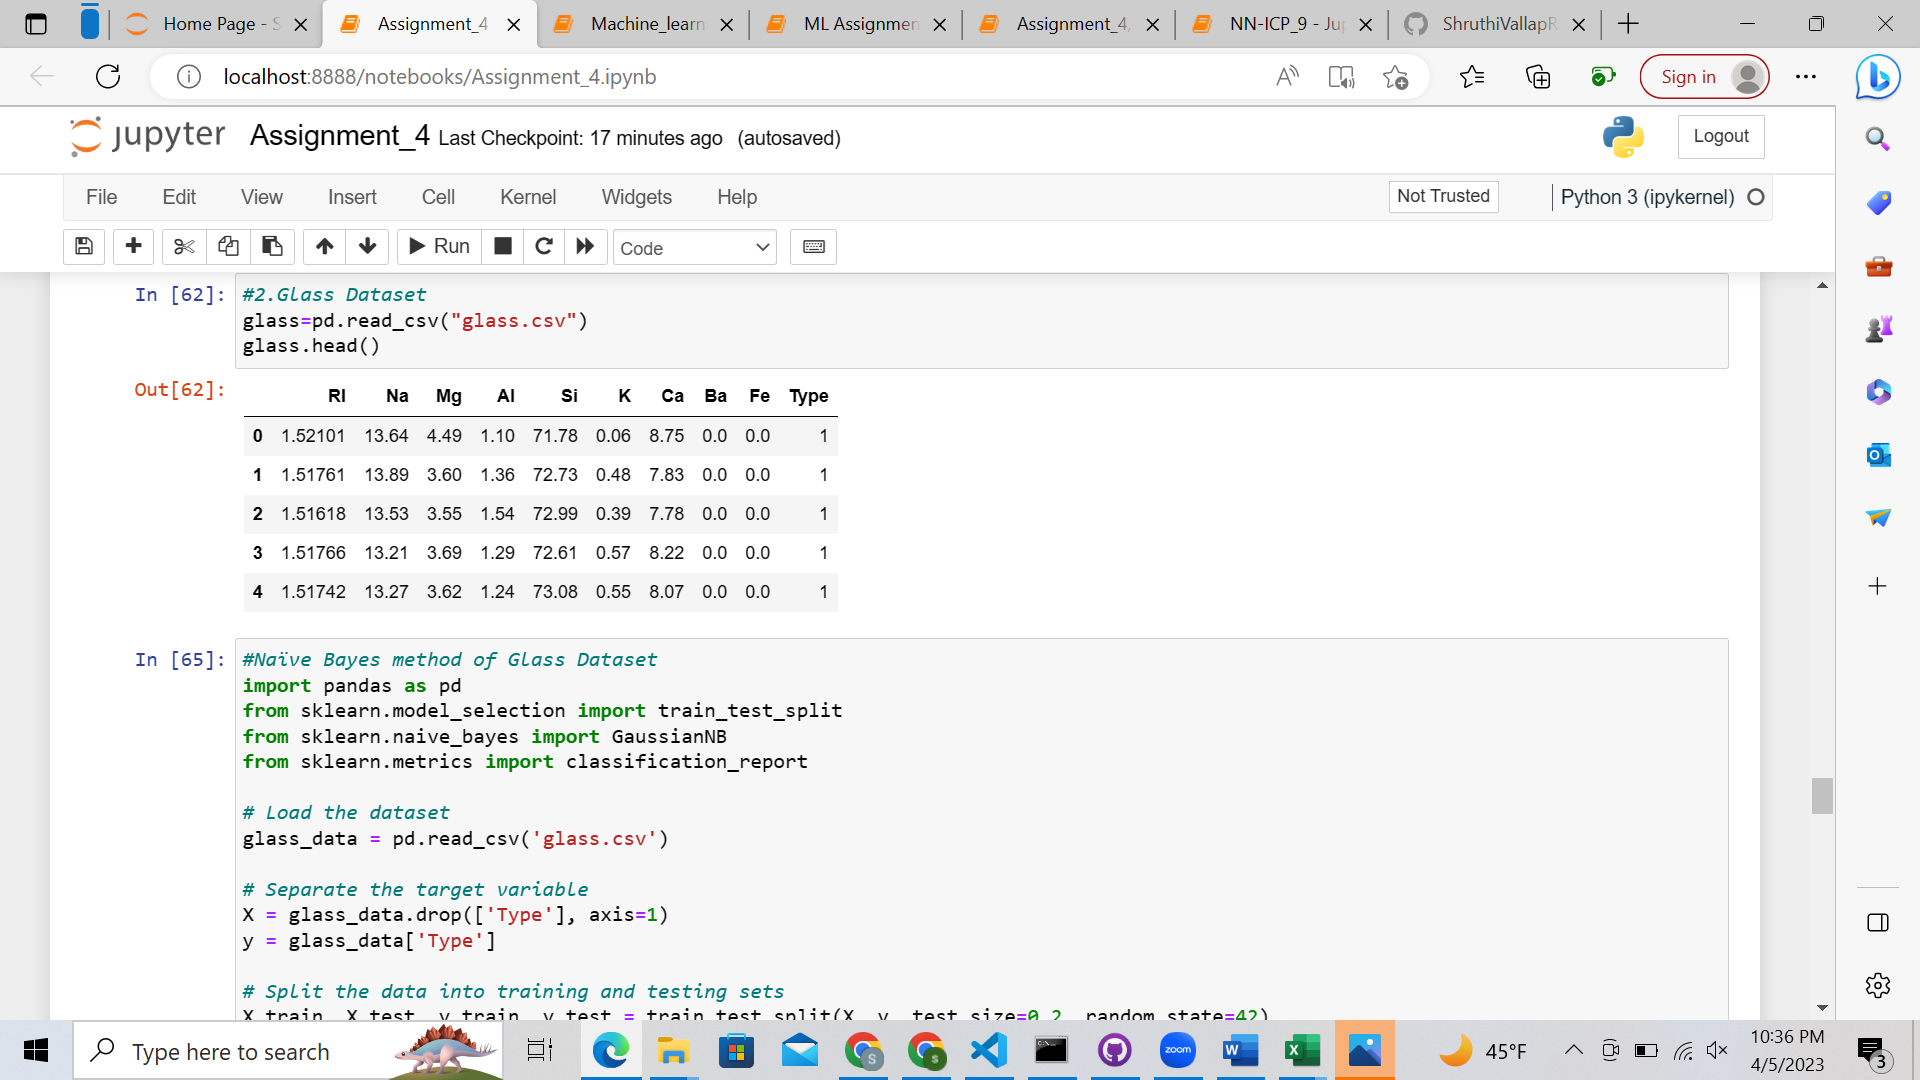 Home Page - S
Assignment_4
Machine_learn
ML Assignmen
Assignment_4
NN-ICP_9 - Jup
ShruthiVallapR
localhost:8888/notebooks/Assignment_4.ipynb
Sign in
jupyter Assignment_4 Last Checkpoint: 17 minutes ago (autosaved)
Logout
File Edit View Insert Cell Kernel Widgets Help
Not Trusted
Python 3 (ipykernel)
Run
Code
In [62]: #2.Glass Dataset
glass=pd.read_csv("glass.csv")
glass.head()
Out[62]:
RI Na Mg Al Si K Ca Ba Fe Type
0 1.52101 13.64 4.49 1.10 71.78 0.06 8.75 0.0 0.0 1
1 1.51761 13.89 3.60 1.36 72.73 0.48 7.83 0.0 0.0 1
2 1.51618 13.53 3.55 1.54 72.99 0.39 7.78 0.0 0.0 1
3 1.51766 13.21 3.69 1.29 72.61 0.57 8.22 0.0 0.0 1
4 1.51742 13.27 3.62 1.24 73.08 0.55 8.07 0.0 0.0 1
In [65]: #Naïve Bayes method of Glass Dataset
import pandas as pd
from sklearn.model_selection import train_test_split
from sklearn.naive_bayes import GaussianNB
from sklearn.metrics import classification_report
# Load the dataset
glass_data = pd.read_csv('glass.csv')
# Separate the target variable
X = glass_data.drop(['Type'], axis=1)
y = glass_data['Type']
# Split the data into training and testing sets
X_train, X_test, y_train, y_test = train_test_split(X, y, test_size=0.2, random_state=42)
Type here to search
S
s
zoom
45°F
10:36 PM
4/5/2023
3